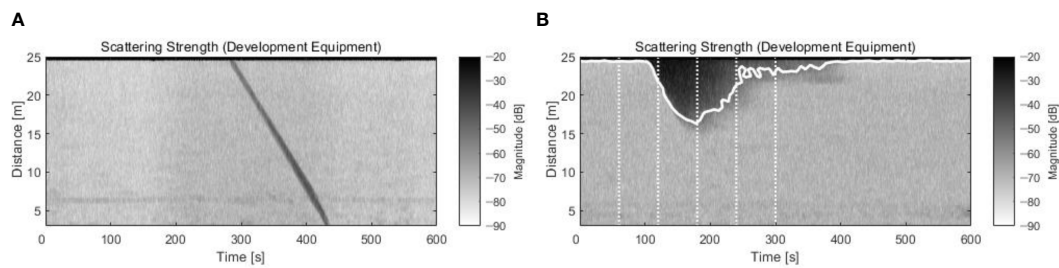 A
Scattering Strength (Development Equipment)
25
20
15
10
5
Distance [m]
0 100 200 300 400 500 600
Time [s]
−20
−30
−40
−50
−60
−70
−80
−90
Magnitude [dB]
B
Scattering Strength (Development Equipment)
25
20
15
10
5
Distance [m]
0 100 200 300 400 500 600
Time [s]
−20
−30
−40
−50
−60
−70
−80
−90
Magnitude [dB]